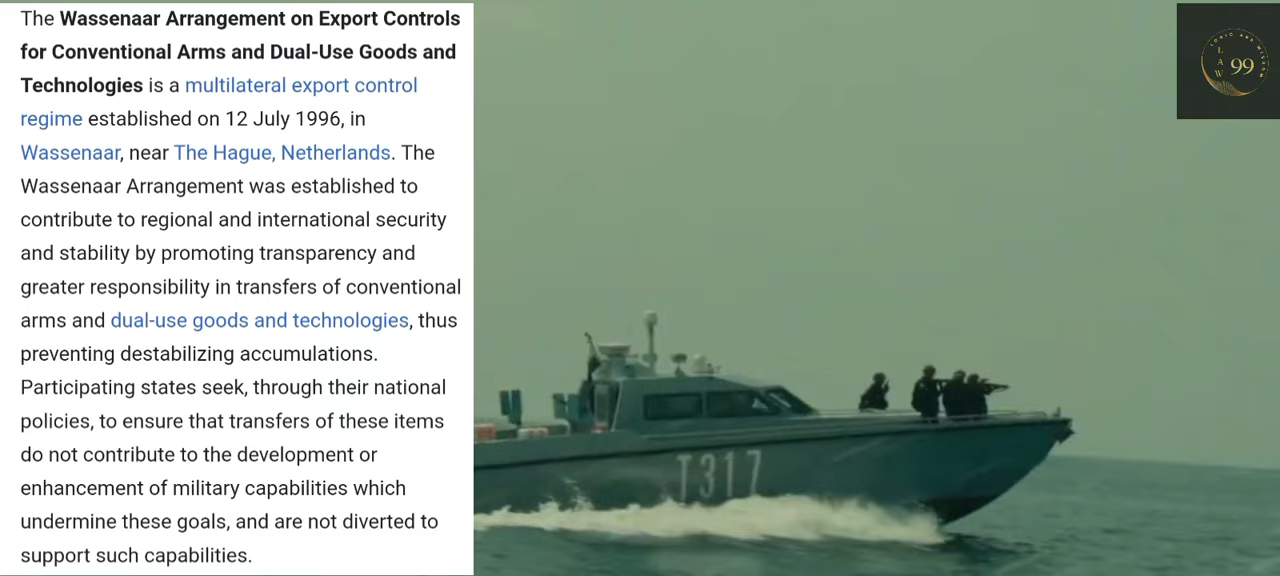 The Wassenaar Arrangement on Export Controls
for Conventional Arms and Dual-Use Goods and
Technologies is a multilateral export control
regime established on 12 July 1996, in
Wassenaar, near The Hague, Netherlands. The
Wassenaar Arrangement was established to
contribute to regional and international security
and stability by promoting transparency and
greater responsibility in transfers of conventional
arms and dual-use goods and technologies, thus
preventing destabilizing accumulations.
Participating states seek, through their national
policies, to ensure that transfers of these items
do not contribute to the development or
enhancement of military capabilities which
undermine these goals, and are not diverted to
support such capabilities.
LOGIC AND WISDOM
LAW
99
T317